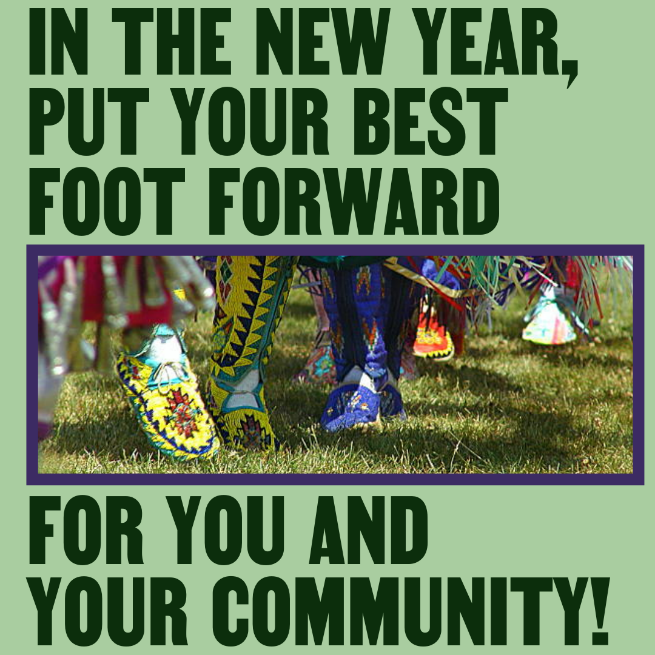 IN THE NEW YEAR,
PUT YOUR BEST
FOOT FORWARD
FOR YOU AND
YOUR COMMUNITY!